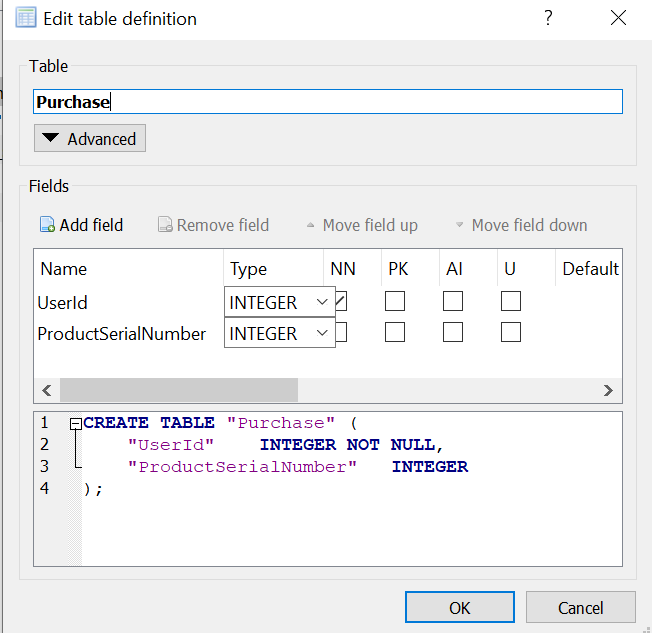 Edit table definition ?
Table
Purchase
Advanced
Fields
Add field Remove field Move field up Move field down
Name Type NN PK AI U Default
UserId INTEGER
ProductSerialNumber INTEGER
1 CREATE TABLE "Purchase" (
2 "UserId" INTEGER NOT NULL,
3 "ProductSerialNumber" INTEGER
4 );
OK Cancel